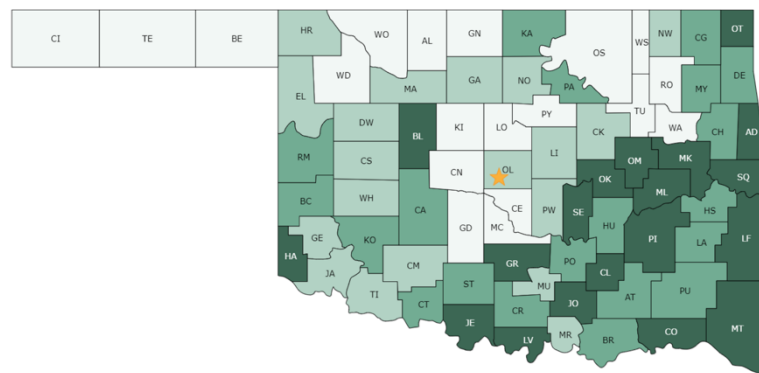 CI TE BE HR WO AL GN KA OS WS NW CG OT
WD MA GA NO PA RO MY DE
EL PY TU
DW BL KI LO CK WA CH AD
RM CS CN OL LI OM MK SQ
OK ML
BC WH CA CE PW SE HS
GE KO GD MC HU PI LA LF
HA GR PO
JA CM ST MU CL AT PU
TI CT CR JO MT
JE LV MR BR CO